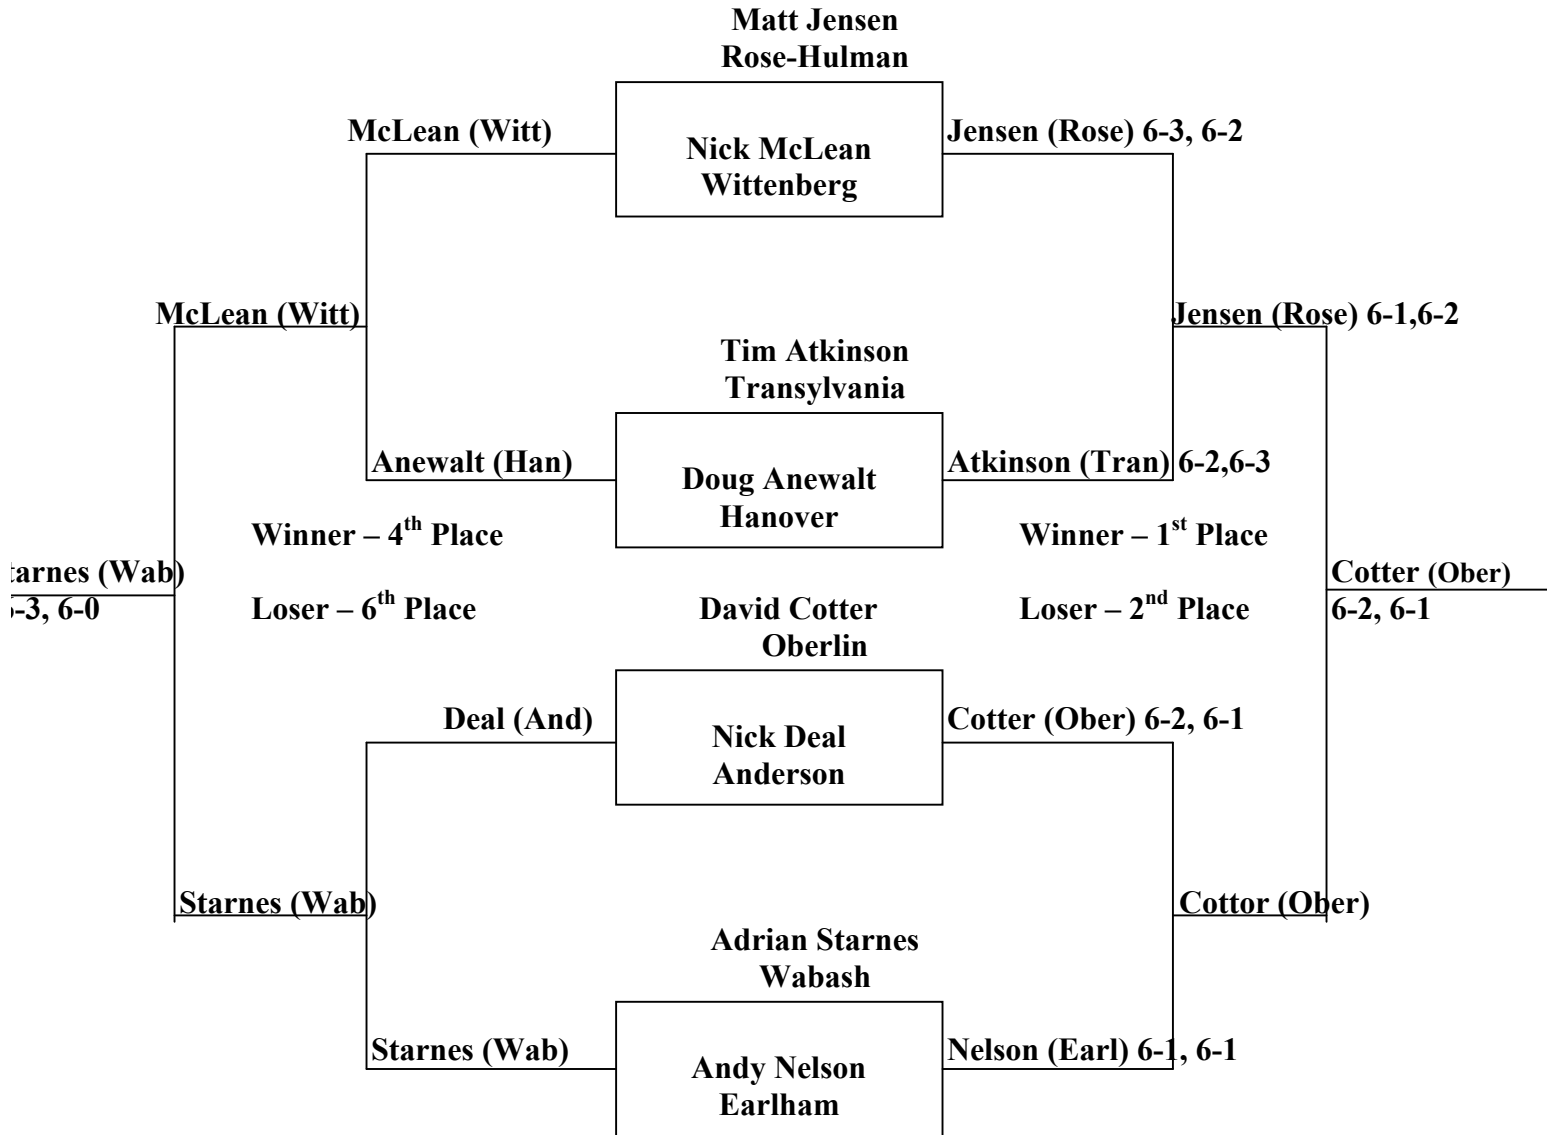 Matt Jensen
Rose-Hulman
McLean (Witt)
Nick McLean
Wittenberg
Jensen (Rose) 6-3, 6-2
McLean (Witt)
Jensen (Rose) 6-1,6-2
Tim Atkinson
Transylvania
Anewalt (Han)
Doug Anewalt
Hanover
Atkinson (Tran) 6-2,6-3
Winner – 4th Place
Winner – 1st Place
tarnes (Wab)
-3, 6-0
Cotter (Ober)
6-2, 6-1
Loser – 6th Place
Loser – 2nd Place
David Cotter
Oberlin
Deal (And)
Nick Deal
Anderson
Cotter (Ober) 6-2, 6-1
Starnes (Wab)
Cottor (Ober)
Adrian Starnes
Wabash
Starnes (Wab)
Andy Nelson
Earlham
Nelson (Earl) 6-1, 6-1